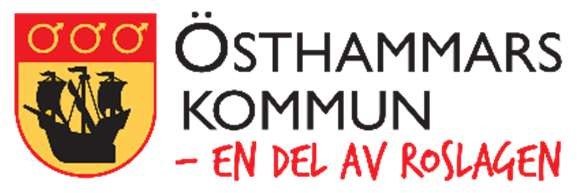 ÖSTHAMMARS
KOMMUN
– EN DEL AV ROSLAGEN